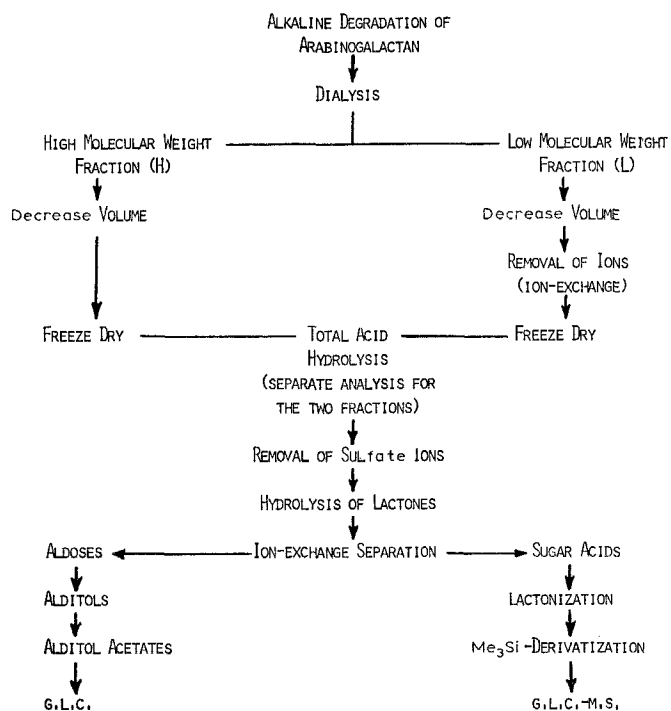 ALKALINE DEGRADATION OF
ARABINOGALACTAN
DIALYSIS
HIGH MOLECULAR WEIGHT
FRACTION (H)
LOW MOLECULAR WEIGHT
FRACTION (L)
Decrease VOLUME
Decrease VOLUME
REMOVAL OF IONS
(ION-EXCHANGE)
FREEZE DRY
TOTAL ACID
HYDROLYSIS
(SEPARATE ANALYSIS FOR
THE TWO FRACTIONS)
FREEZE DRY
REMOVAL OF Sulfate IONS
HYDROLYSIS OF LACTONES
ALDOSES
ION-EXCHANGE SEPARATION
SUGAR ACIDS
ALDITOLS
LACTONIZATION
ALDITOL ACETATES
Me₃Si-DERIVATIZATION
G.L.C.
G.L.C.-M.S.